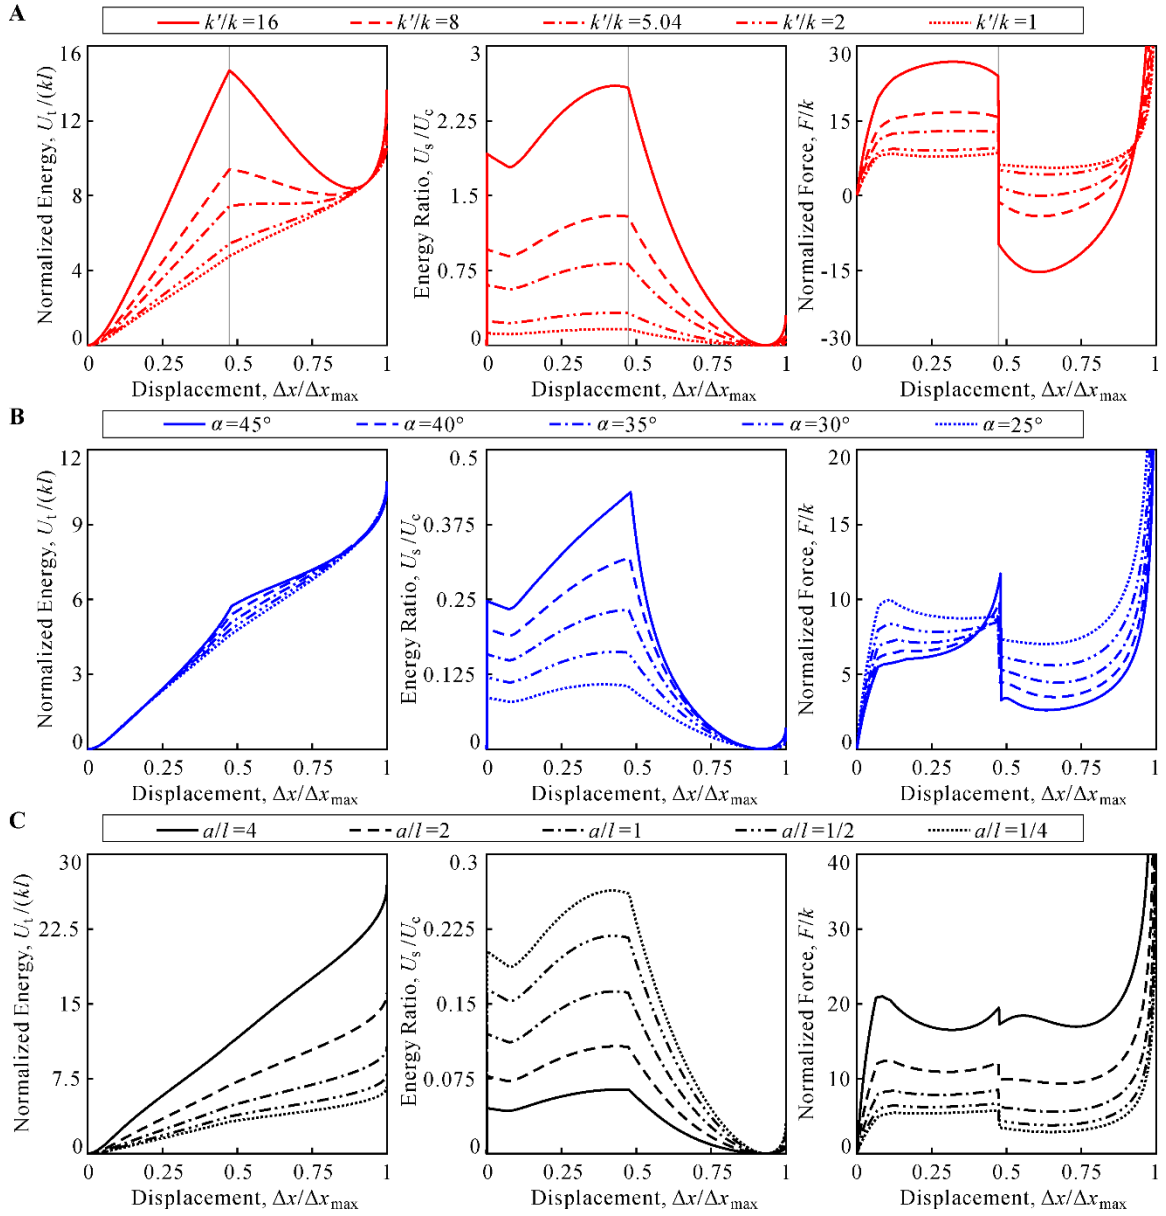 A
k′/k=16 k′/k=8 k′/k=5.04 k′/k=2 k′/k=1
Normalized Energy, Ut/(kl)
16
12
8
4
0
0 0.25 0.5 0.75 1
Displacement, Δx/Δxmax
Energy Ratio, Us/Uc
3
2.25
1.5
0.75
0
0 0.25 0.5 0.75 1
Displacement, Δx/Δxmax
Normalized Force, F/k
30
15
0
-15
-30
0 0.25 0.5 0.75 1
Displacement, Δx/Δxmax
B
α=45° α=40° α=35° α=30° α=25°
Normalized Energy, Ut/(kl)
12
9
6
3
0
0 0.25 0.5 0.75 1
Displacement, Δx/Δxmax
Energy Ratio, Us/Uc
0.5
0.375
0.25
0.125
0
0 0.25 0.5 0.75 1
Displacement, Δx/Δxmax
Normalized Force, F/k
20
15
10
5
0
0 0.25 0.5 0.75 1
Displacement, Δx/Δxmax
C
a/l=4 a/l=2 a/l=1 a/l=1/2 a/l=1/4
Normalized Energy, Ut/(kl)
30
22.5
15
7.5
0
0 0.25 0.5 0.75 1
Displacement, Δx/Δxmax
Energy Ratio, Us/Uc
0.3
0.225
0.15
0.075
0
0 0.25 0.5 0.75 1
Displacement, Δx/Δxmax
Normalized Force, F/k
40
30
20
10
0
0 0.25 0.5 0.75 1
Displacement, Δx/Δxmax